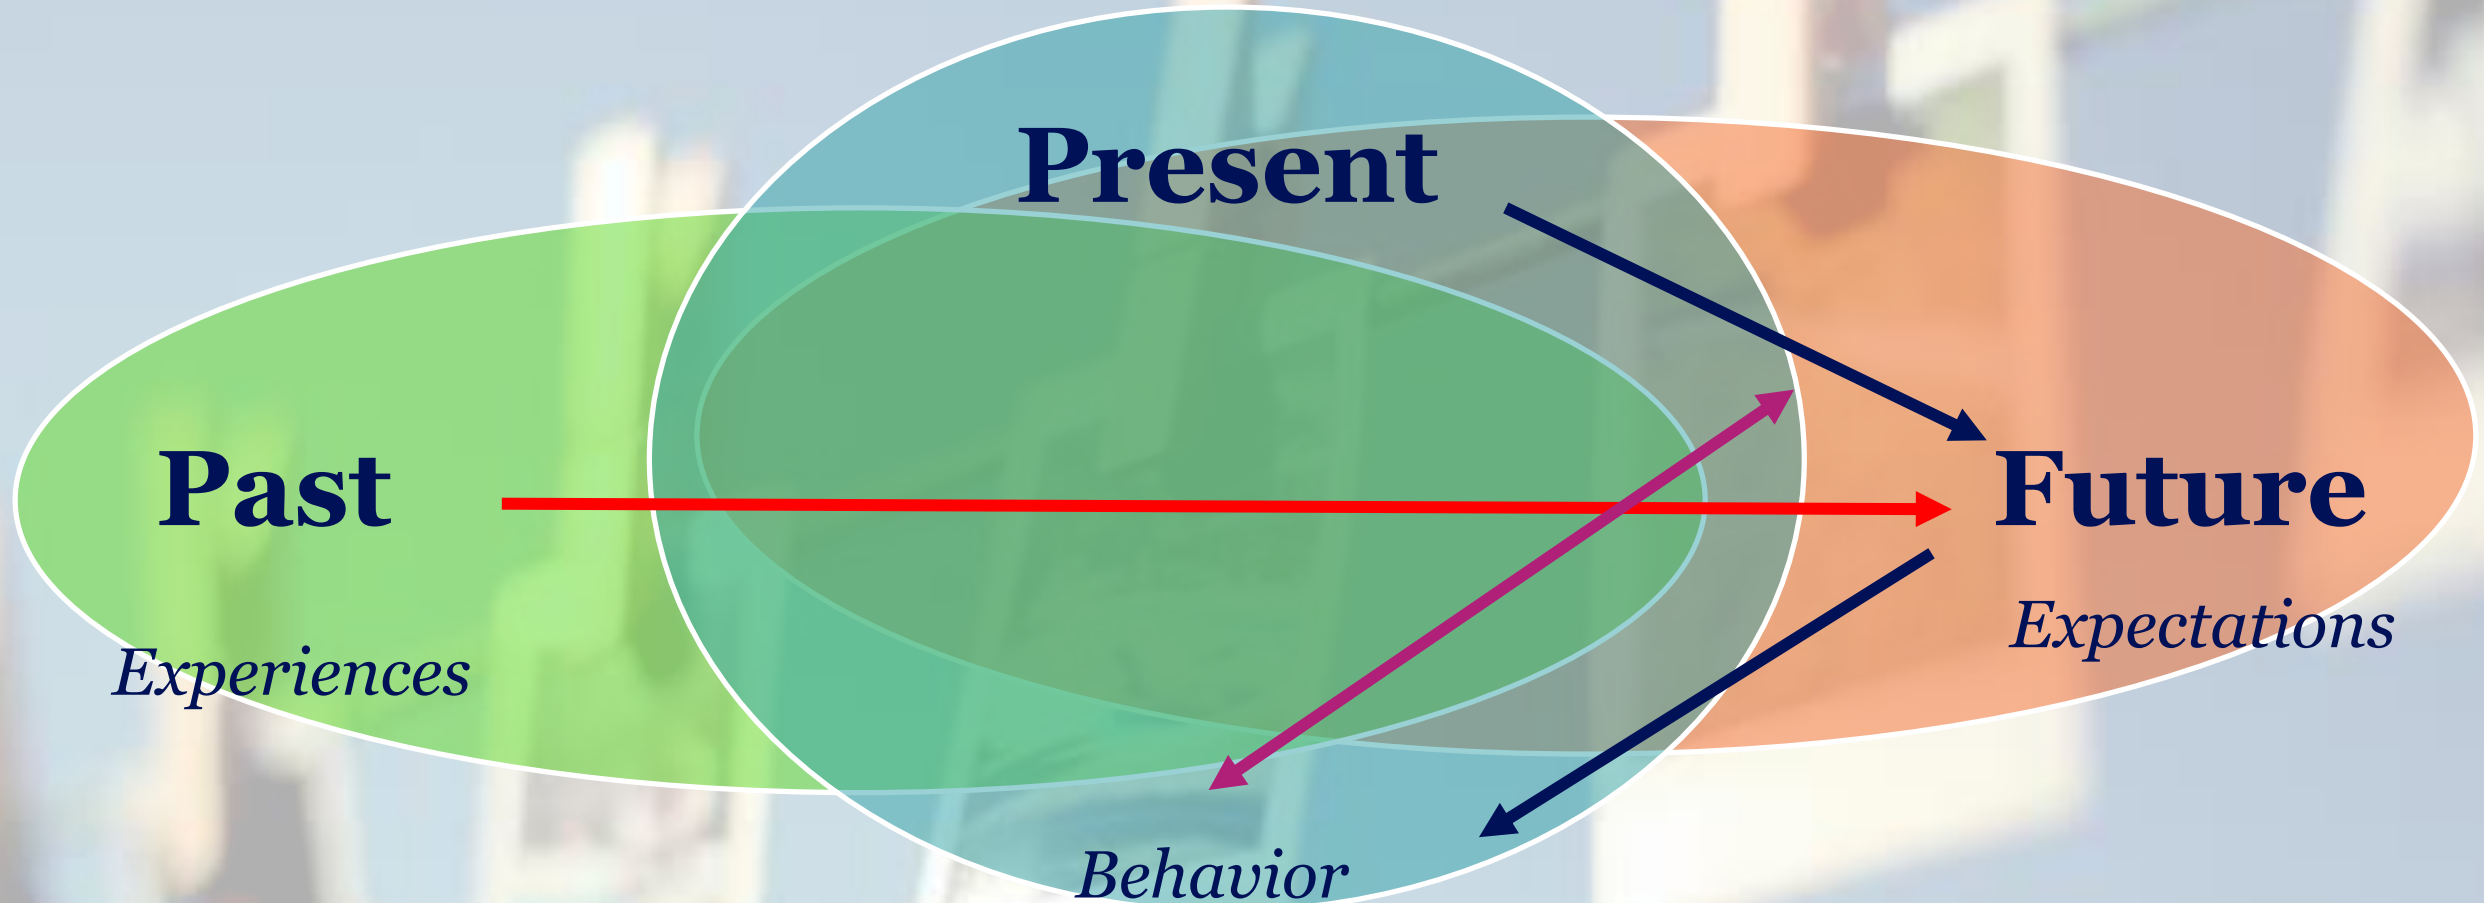 Present
Past
Future
Expectations
Experiences
Behavior